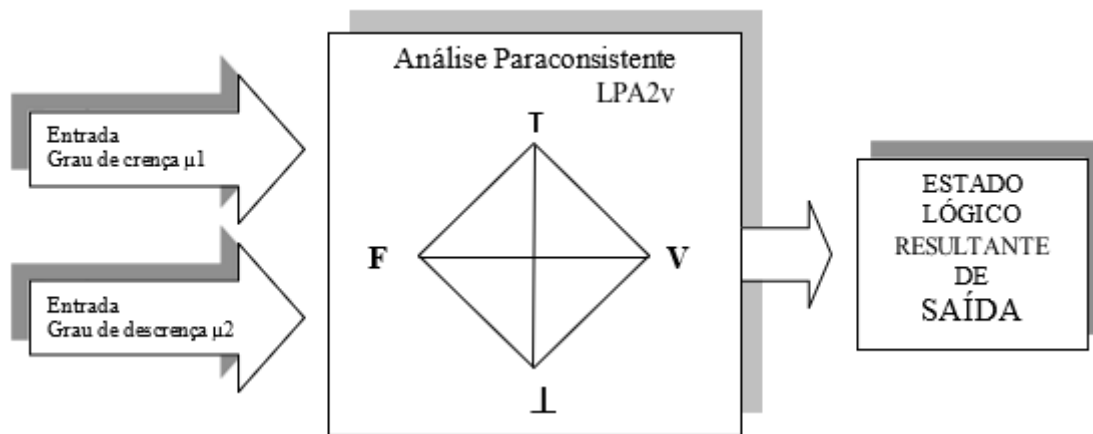 Entrada
Grau de crença µ1
Entrada
Grau de descrença µ2
Análise Paraconsistente
LPA2v
T
F
V
⊥
ESTADO
LÓGICO
RESULTANTE
DE
SAÍDA